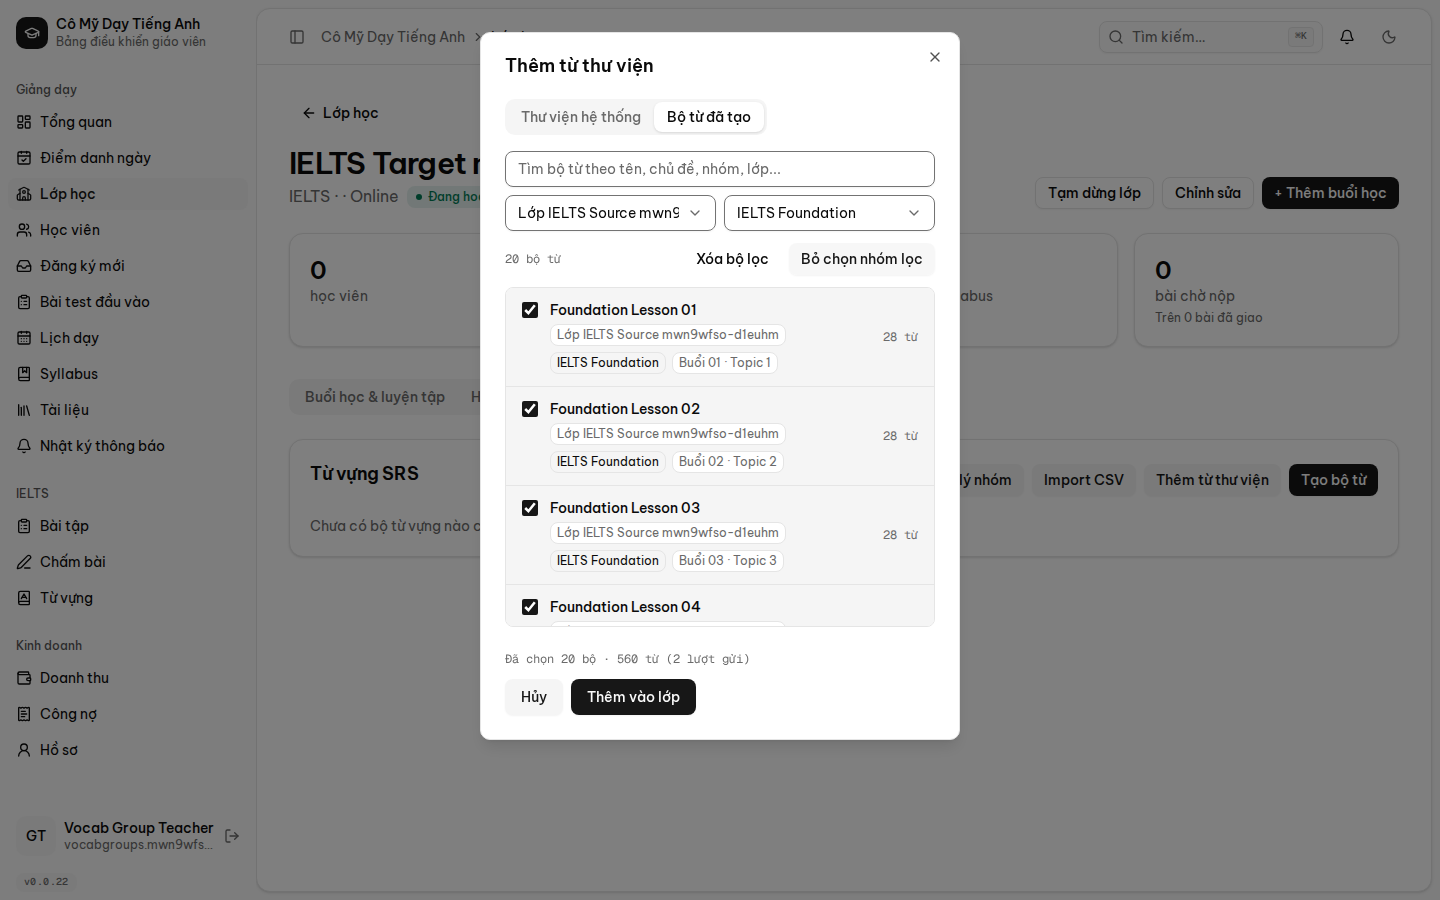 Cô Mỹ Dạy Tiếng Anh
Bảng điều khiển giáo viên
Giảng dạy
Tổng quan
Điểm danh ngày
Lớp học
Học viên
Đăng ký mới
Bài test đầu vào
Lịch dạy
Syllabus
Tài liệu
Nhật ký thông báo
IELTS
Bài tập
Chấm bài
Từ vựng
Kinh doanh
Doanh thu
Công nợ
Hồ sơ
GT
Vocab Group Teacher
vocabgroups.mwn9wfs...
v0.0.22
Cô Mỹ Dạy Tiếng Anh
Tìm kiếm...
⌘K
← Lớp học
IELTS Target
IELTS · · Online
Đang
Tạm dừng lớp
Chỉnh sửa
+ Thêm buổi học
0
học viên
0
bài chờ nộp
Trên 0 bài đã giao
Buổi học & luyện tập
Từ vựng SRS
Chưa có bộ từ vựng nào
nhóm
Import CSV
Thêm từ thư viện
Tạo bộ từ
Thêm từ thư viện
Thư viện hệ thống
Bộ từ đã tạo
Tìm bộ từ theo tên, chủ đề, nhóm, lớp...
Lớp IELTS Source mwn9
IELTS Foundation
20 bộ từ
Xóa bộ lọc
Bỏ chọn nhóm lọc
Foundation Lesson 01
Lớp IELTS Source mwn9wfso-d1euhm
28 từ
IELTS Foundation
Buổi 01 · Topic 1
Foundation Lesson 02
Lớp IELTS Source mwn9wfso-d1euhm
28 từ
IELTS Foundation
Buổi 02 · Topic 2
Foundation Lesson 03
Lớp IELTS Source mwn9wfso-d1euhm
28 từ
IELTS Foundation
Buổi 03 · Topic 3
Foundation Lesson 04
Đã chọn 20 bộ · 560 từ (2 lượt gửi)
Hủy
Thêm vào lớp